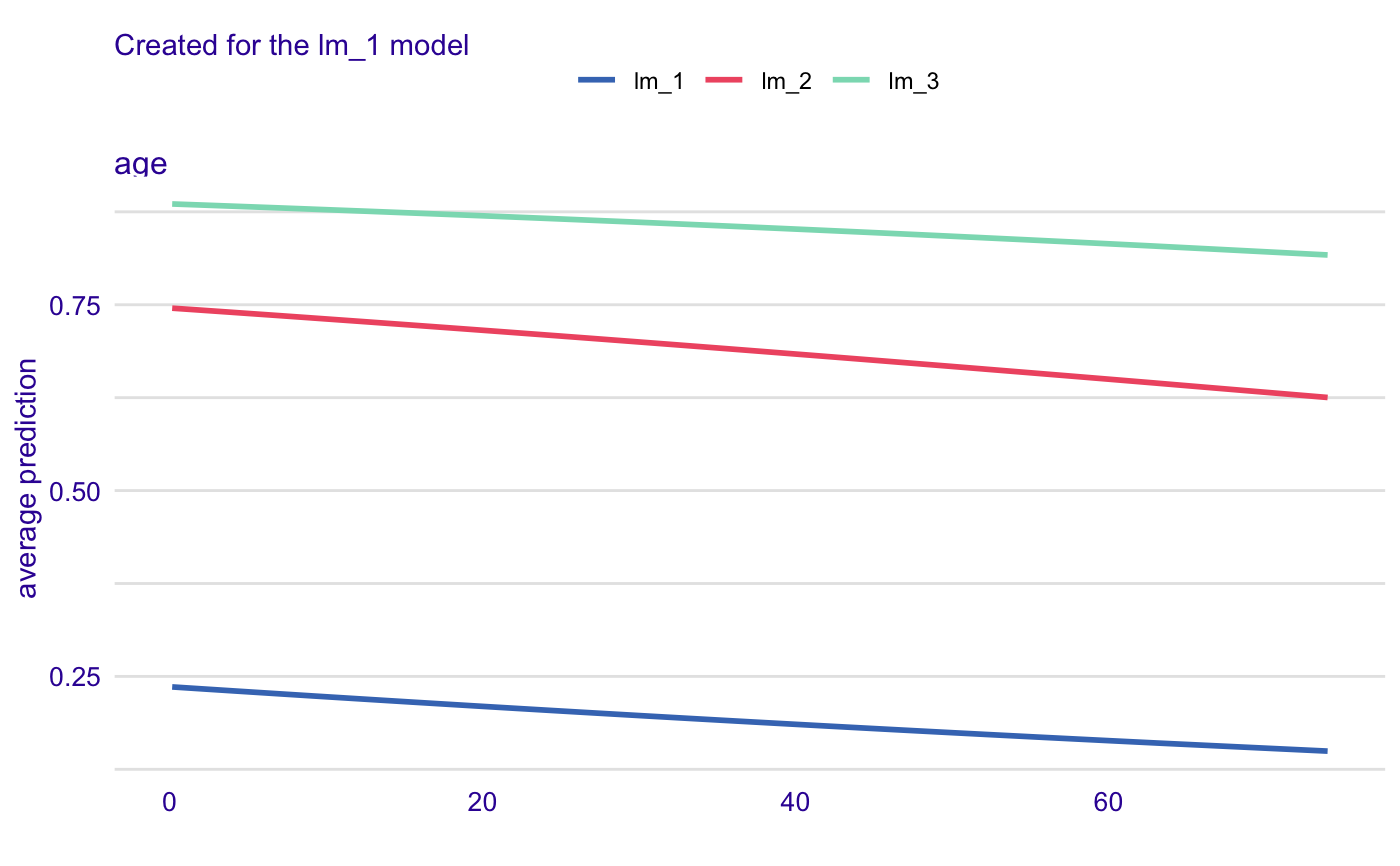 Created for the lm_1 model
lm_1 lm_2 lm_3
age
0.75
0.50
0.25
average prediction
0 20 40 60